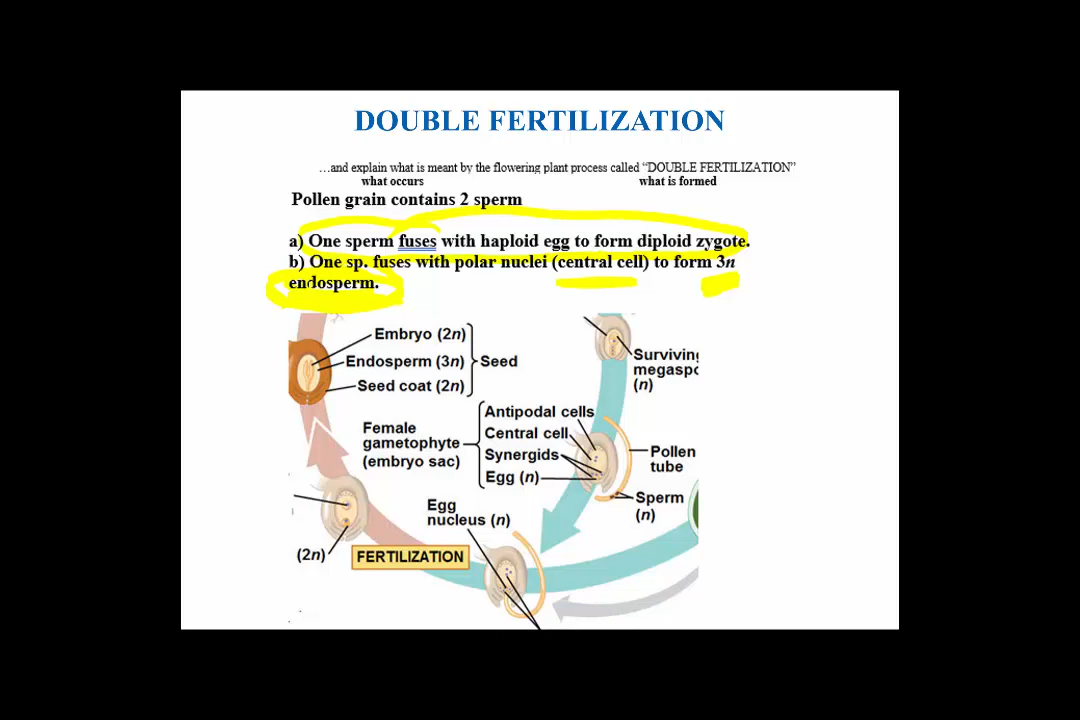 DOUBLE FERTILIZATION
…and explain what is meant by the flowering plant process called “DOUBLE FERTILIZATION”
what occurs what is formed
Pollen grain contains 2 sperm
a) One sperm fuses with haploid egg to form diploid zygote.
b) One sp. fuses with polar nuclei (central cell) to form 3n
endosperm.
Embryo (2n)
Endosperm (3n)
Seed coat (2n)
Seed
Surviving
megaspo
(n)
Female
gametophyte
(embryo sac)
Antipodal cells
Central cell
Synergids
Egg (n)
Pollen
tube
Sperm
(n)
Egg
nucleus (n)
(2n)
FERTILIZATION